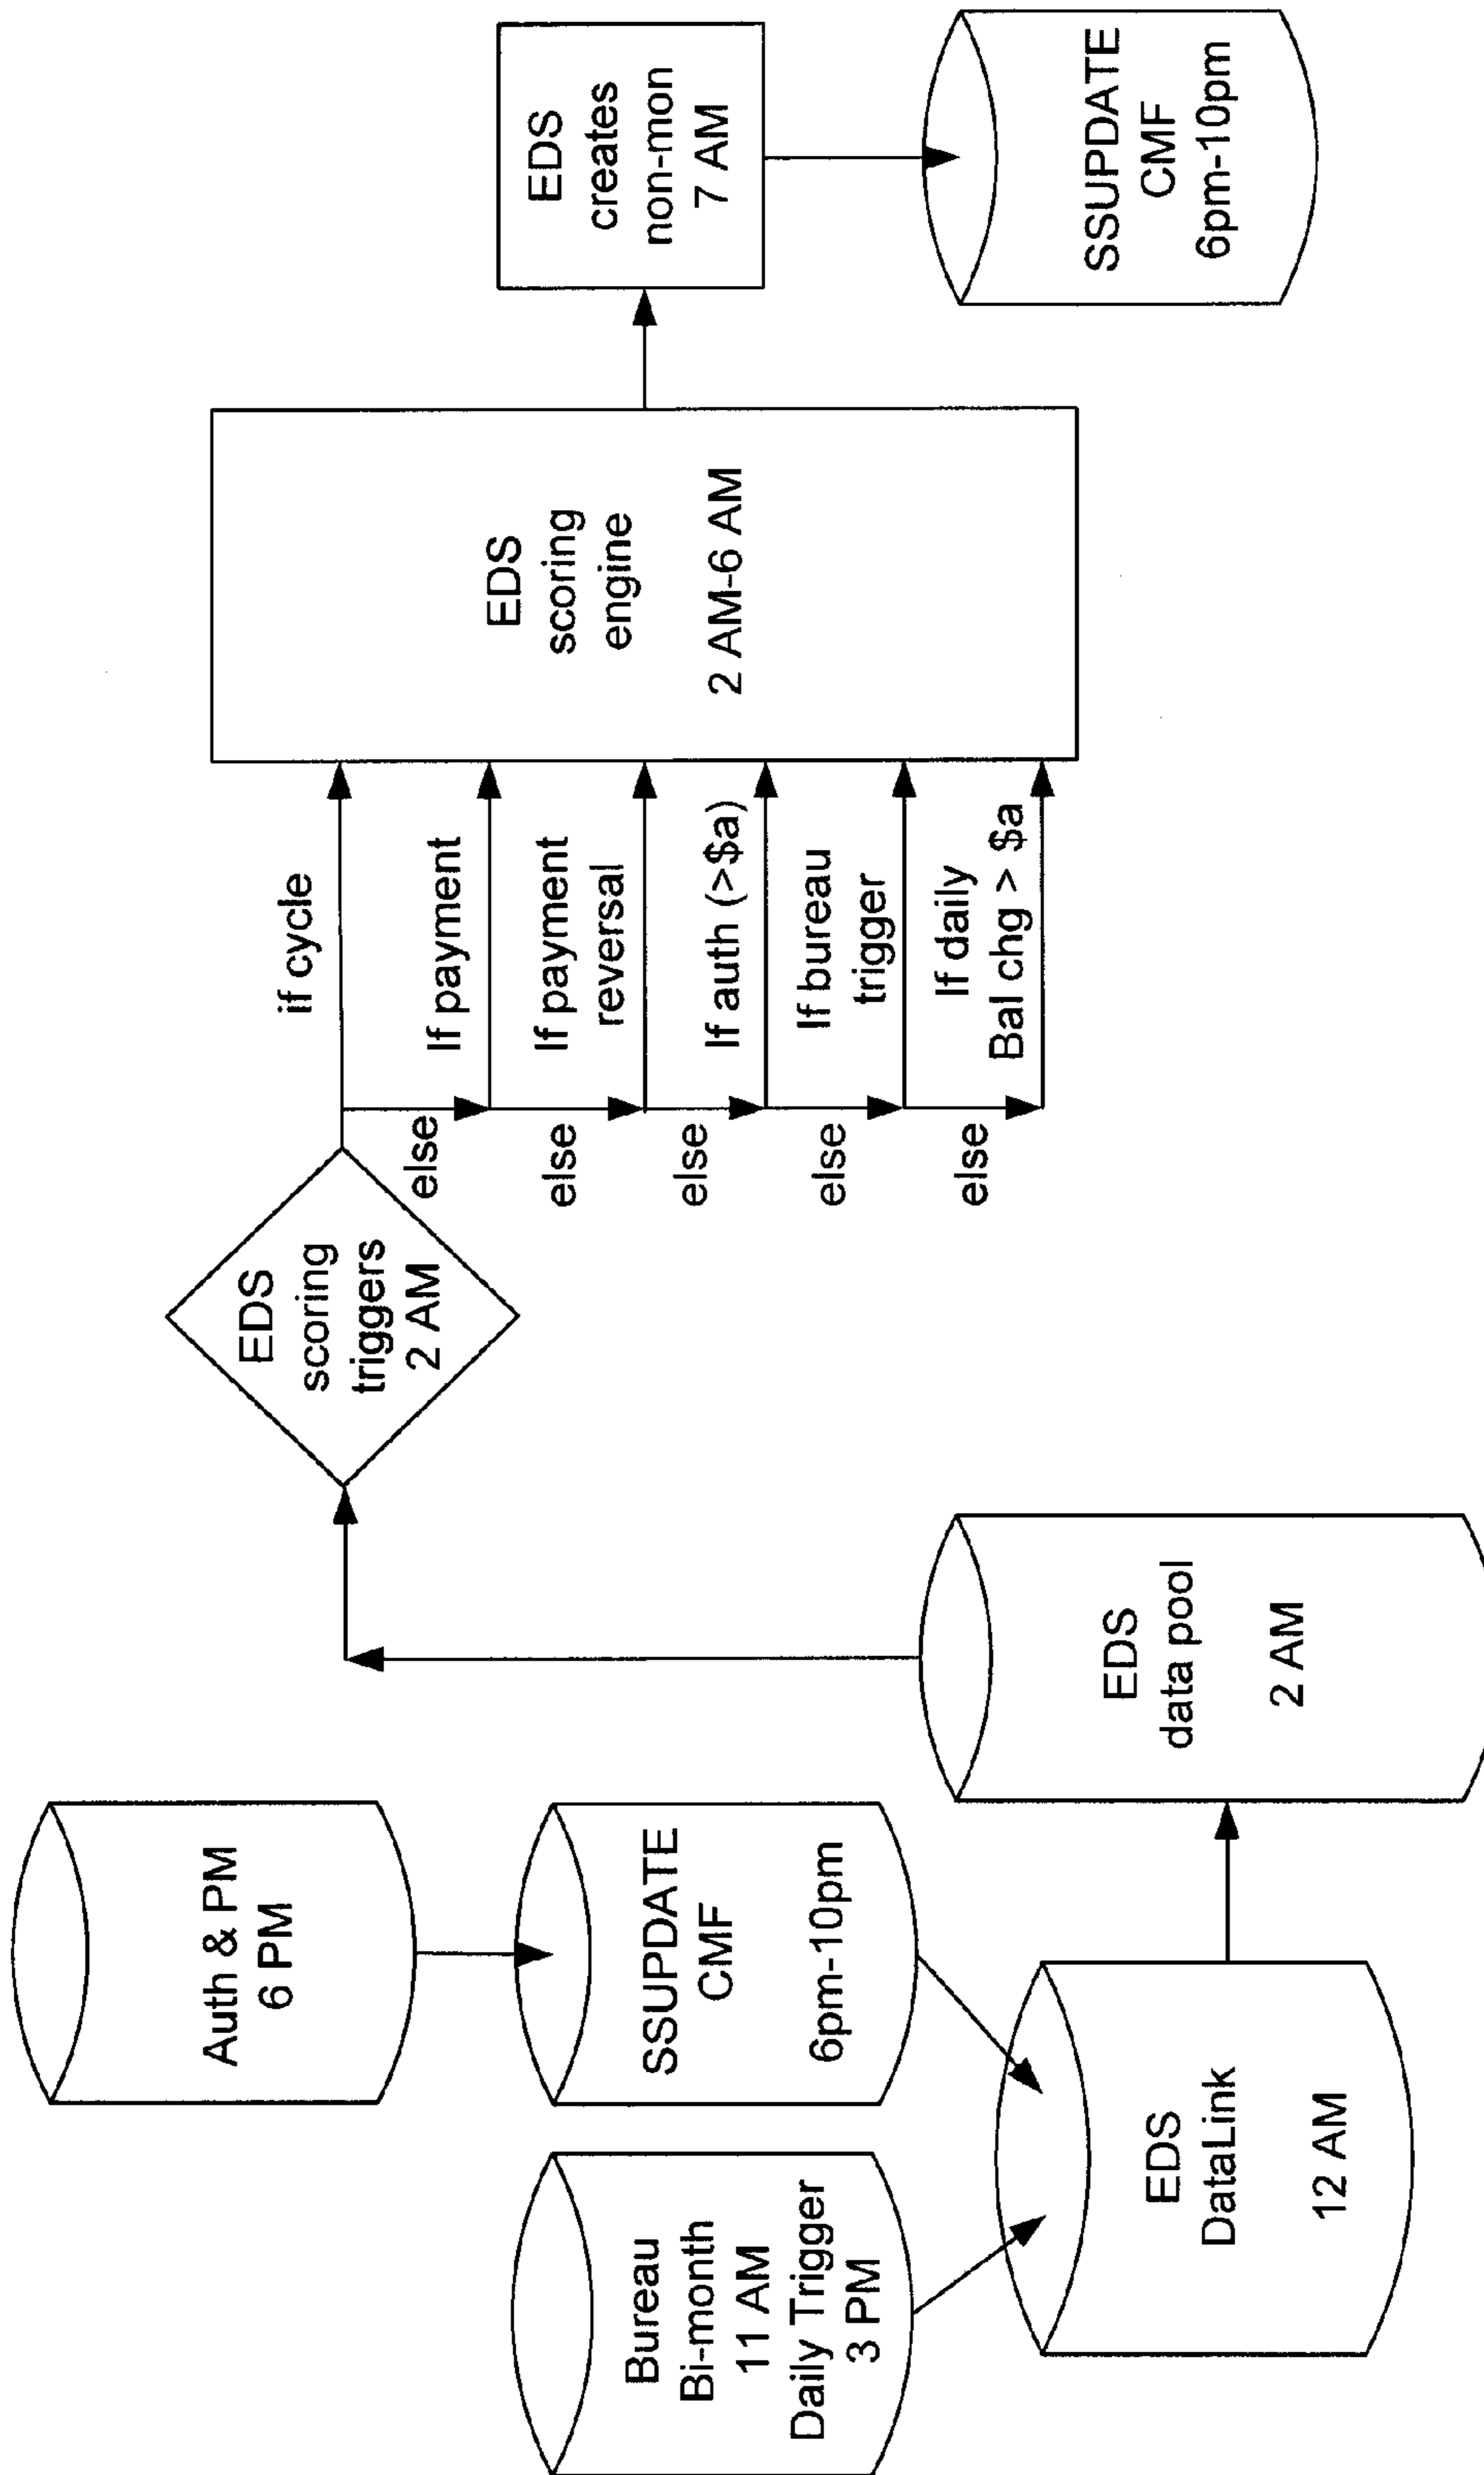 Auth & PM
6 PM
Bureau
Bi-month
11 AM
Daily Trigger
3 PM
SSUPDATE
CMF
6pm-10pm
EDS
DataLink
12 AM
EDS
data pool
2 AM
EDS
scoring
triggers
2 AM
if cycle
else
If payment
else
If payment
reversal
else
If auth (>$a)
else
If bureau
trigger
else
If daily
Bal chg > $a
EDS
scoring
engine
2 AM-6 AM
EDS
creates
non-mon
7 AM
SSUPDATE
CMF
6pm-10pm